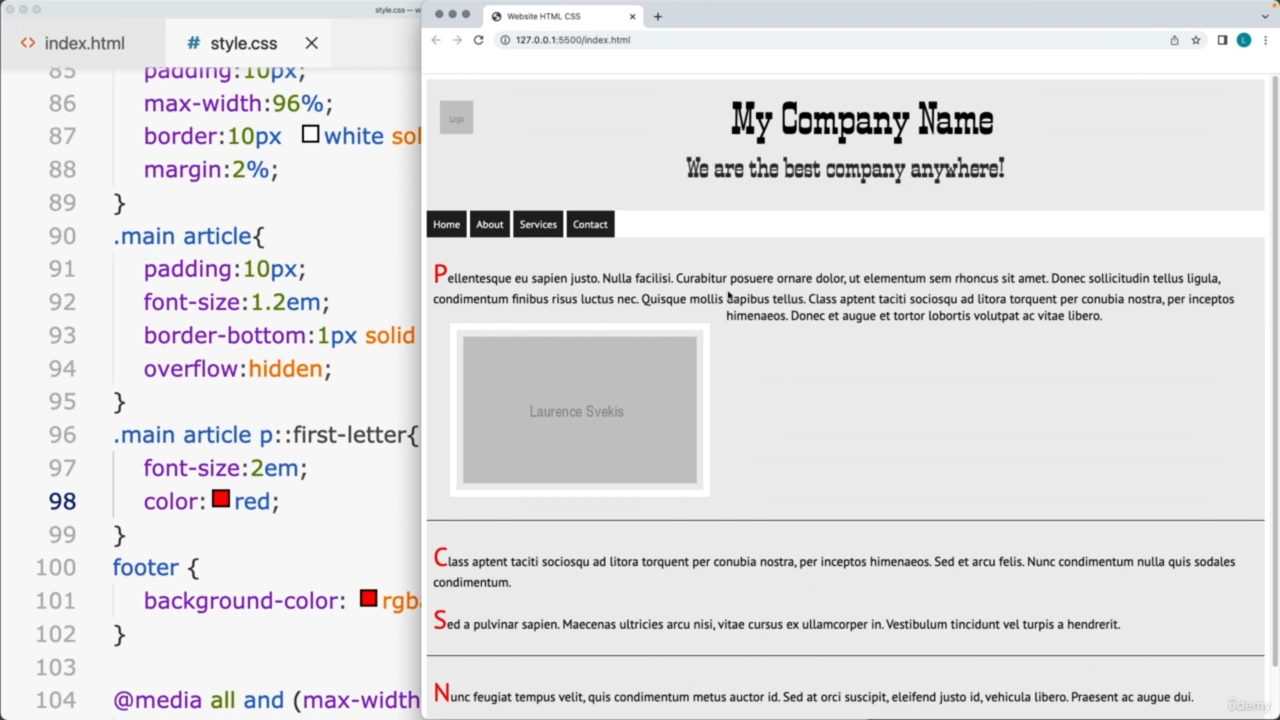 style.css — w
index.html
# style.css
85 padding:10px;
86 max-width:96%;
87 border:10px white sol
88 margin:2%;
89 }
90 .main article{
91 padding:10px;
92 font-size:1.2em;
93 border-bottom:1px solid
94 overflow:hidden;
95 }
96 .main article p::first-letter{
97 font-size:2em;
98 color: red;
99 }
100 footer {
101 background-color: rgba
102 }
103
104 @media all and (max-width
Website HTML CSS
127.0.0.1:5500/index.html
L
Logo
My Company Name
We are the best company anywhere!
Home About Services Contact
Pellentesque eu sapien justo. Nulla facilisi. Curabitur posuere ornare dolor, ut elementum sem rhoncus sit amet. Donec sollicitudin tellus ligula,
condimentum finibus risus luctus nec. Quisque mollis dapibus tellus. Class aptent taciti sociosqu ad litora torquent per conubia nostra, per inceptos
himenaeos. Donec et augue et tortor lobortis volutpat ac vitae libero.
Laurence Svekis
Class aptent taciti sociosqu ad litora torquent per conubia nostra, per inceptos himenaeos. Sed et arcu felis. Nunc condimentum nulla quis sodales
condimentum.
Sed a pulvinar sapien. Maecenas ultricies arcu nisi, vitae cursus ex ullamcorper in. Vestibulum tincidunt vel turpis a hendrerit.
Nunc feugiat tempus velit, quis condimentum metus auctor id. Sed at orci suscipit, eleifend justo id, vehicula libero. Praesent ac augue dui.
ûdemy